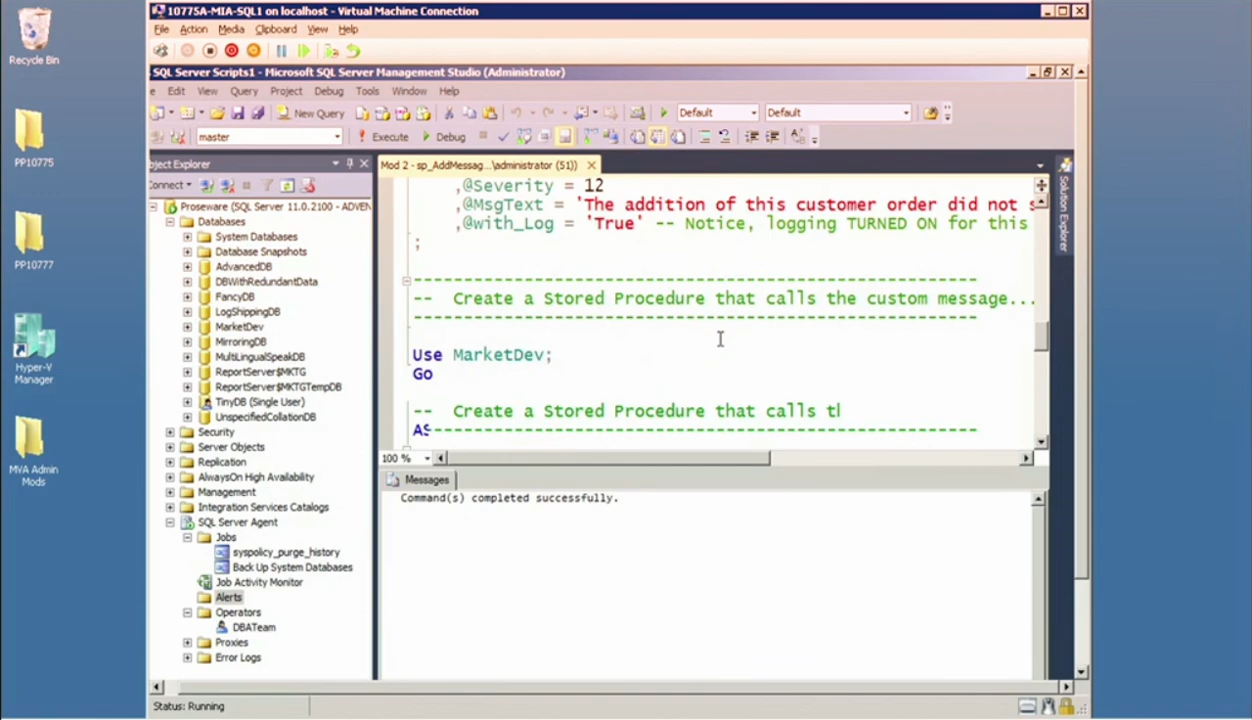 Recycle Bin
PP10775
PP10777
Hyper-V
Manager
MVA Admin
Mods
10775A-MIA-SQL1 on localhost - Virtual Machine Connection
File Action Media Clipboard View Help
SQL Server Scripts1 - Microsoft SQL Server Management Studio (Administrator)
e Edit View Query Project Debug Tools Window Help
New Query Default Default
master Execute Debug
bject Explorer
Connect
Proseware (SQL Server 11.0.2100 - ADVEN
Databases
System Databases
Database Snapshots
AdvancedDB
DBWithRedundantData
FancyDB
LogShippingDB
MarketDev
MirroringDB
MultiLingualSpeakDB
ReportServer$MKTG
ReportServer$MKTGTempDB
TinyDB (Single User)
UnspecifiedCollationDB
Security
Server Objects
Replication
AlwaysOn High Availability
Management
Integration Services Catalogs
SQL Server Agent
Jobs
syspolicy_purge_history
Back Up System Databases
Job Activity Monitor
Alerts
Operators
DBATeam
Proxies
Error Logs
Mod 2 - sp_AddMessag...\administrator (51))
,@Severity = 12
,@MsgText = 'The addition of this customer order did not s
,@with_Log = 'True' -- Notice, logging TURNED ON for this
;
--------------------------------------------------
-- Create a Stored Procedure that calls the custom message...
--------------------------------------------------
Use MarketDev;
Go
-- Create a Stored Procedure that calls tl
AS------------------------------------------------
100 %
Messages
Command(s) completed successfully.
Solution Explorer
Status: Running